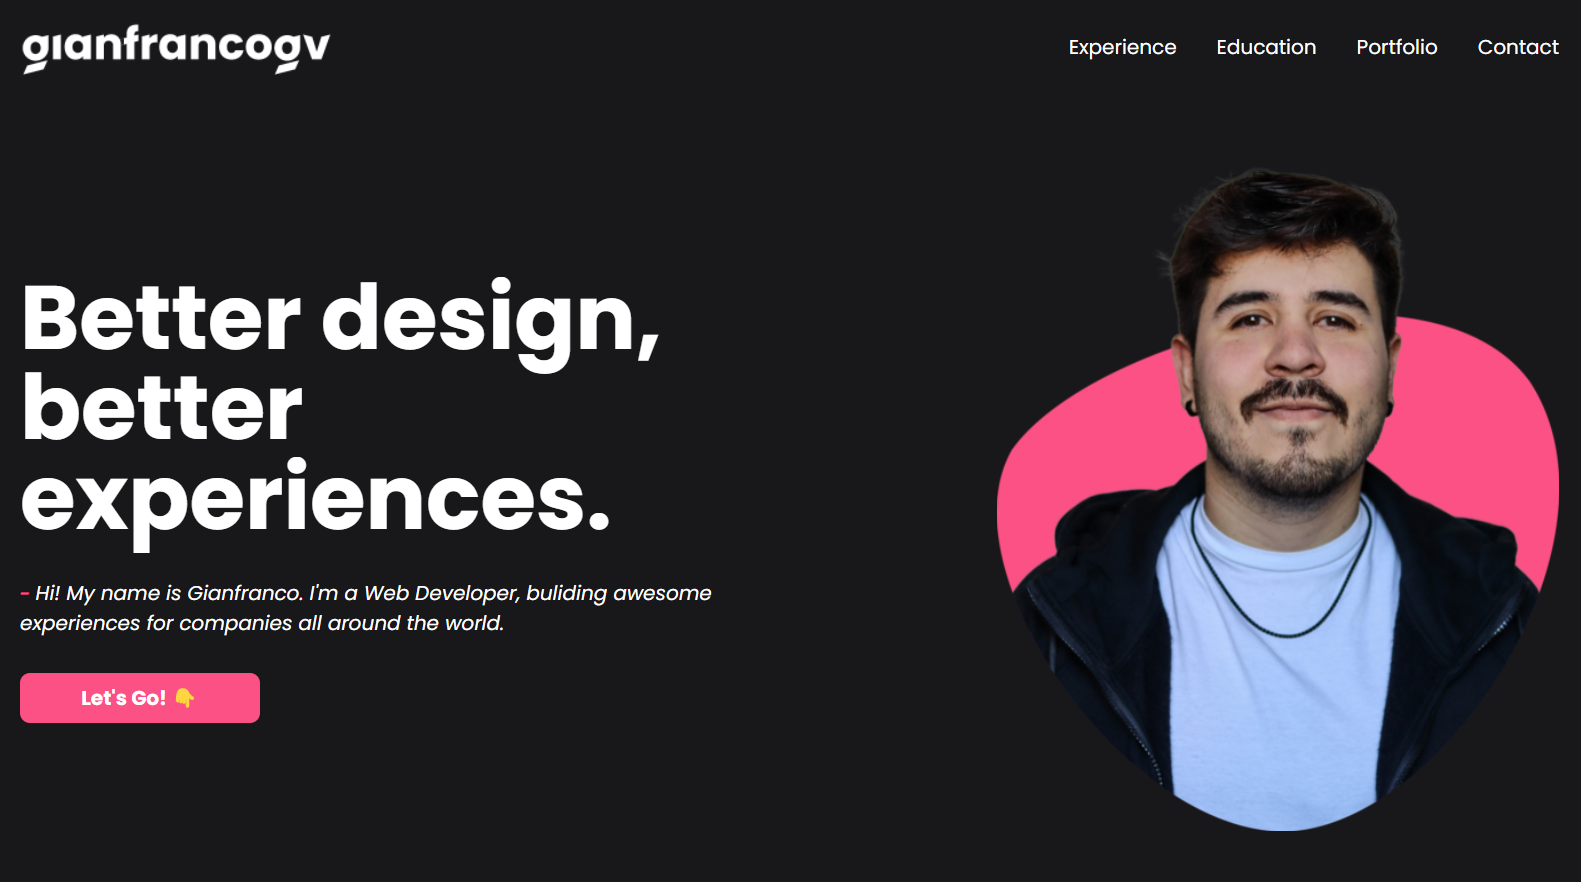 gianfrancogv
Experience Education Portfolio Contact
Better design,
better
experiences.
- Hi! My name is Gianfranco. I'm a Web Developer, buliding awesome
experiences for companies all around the world.
Let's Go! 👇